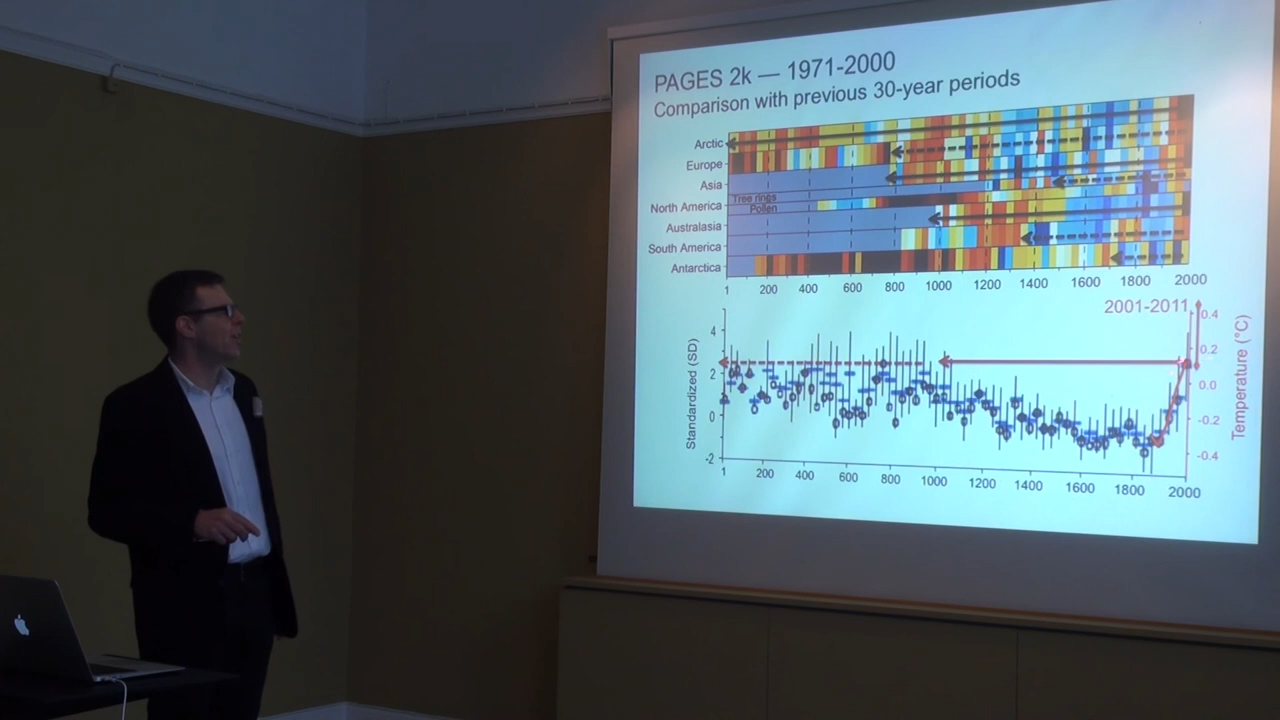 PAGES 2k — 1971-2000
Comparison with previous 30-year periods
Arctic
Europe
Asia
North America
Tree rings
Pollen
Australasia
South America
Antarctica
1 200 400 600 800 1000 1200 1400 1600 1800 2000
2001-2011
Standardized (SD)
4
2
0
-2
0.4
0.2
0.0
-0.2
-0.4
Temperature (°C)
1 200 400 600 800 1000 1200 1400 1600 1800 2000